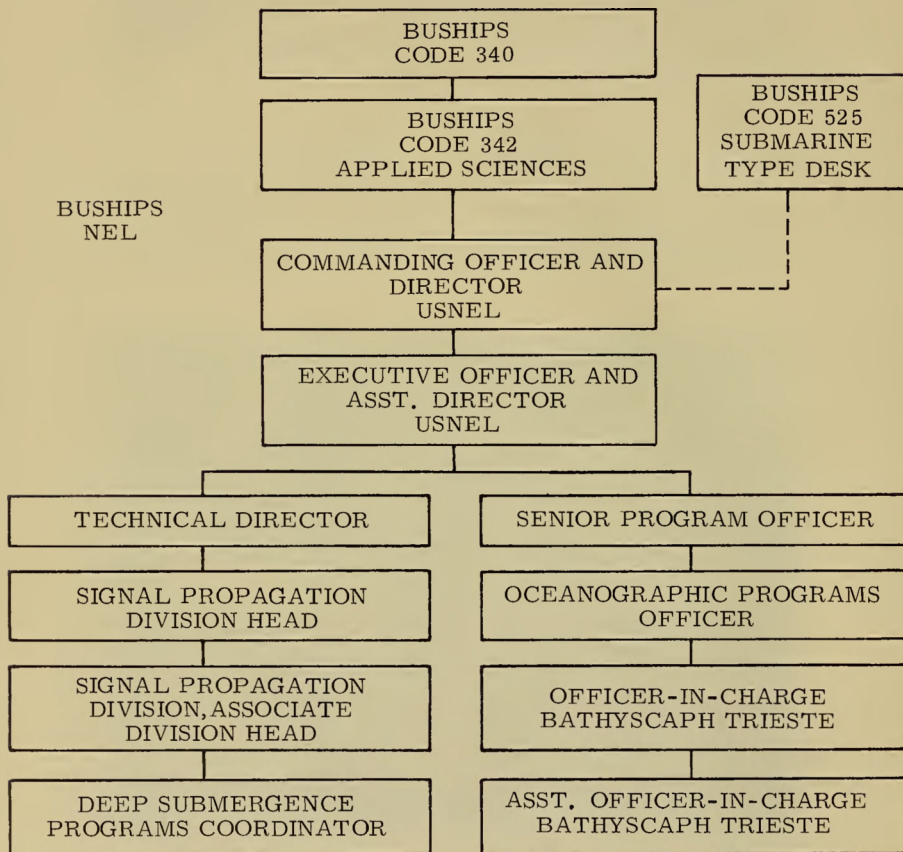 BUSHIPS
CODE 340
BUSHIPS
CODE 342
APPLIED SCIENCES
BUSHIPS
CODE 525
SUBMARINE
TYPE DESK
BUSHIPS
NEL
COMMANDING OFFICER AND
DIRECTOR
USNEL
EXECUTIVE OFFICER AND
ASST. DIRECTOR
USNEL
TECHNICAL DIRECTOR
SIGNAL PROPAGATION
DIVISION HEAD
SIGNAL PROPAGATION
DIVISION, ASSOCIATE
DIVISION HEAD
DEEP SUBMERGENCE
PROGRAMS COORDINATOR
SENIOR PROGRAM OFFICER
OCEANOGRAPHIC PROGRAMS
OFFICER
OFFICER-IN-CHARGE
BATHYSCAPH TRIESTE
ASST. OFFICER-IN-CHARGE
BATHYSCAPH TRIESTE